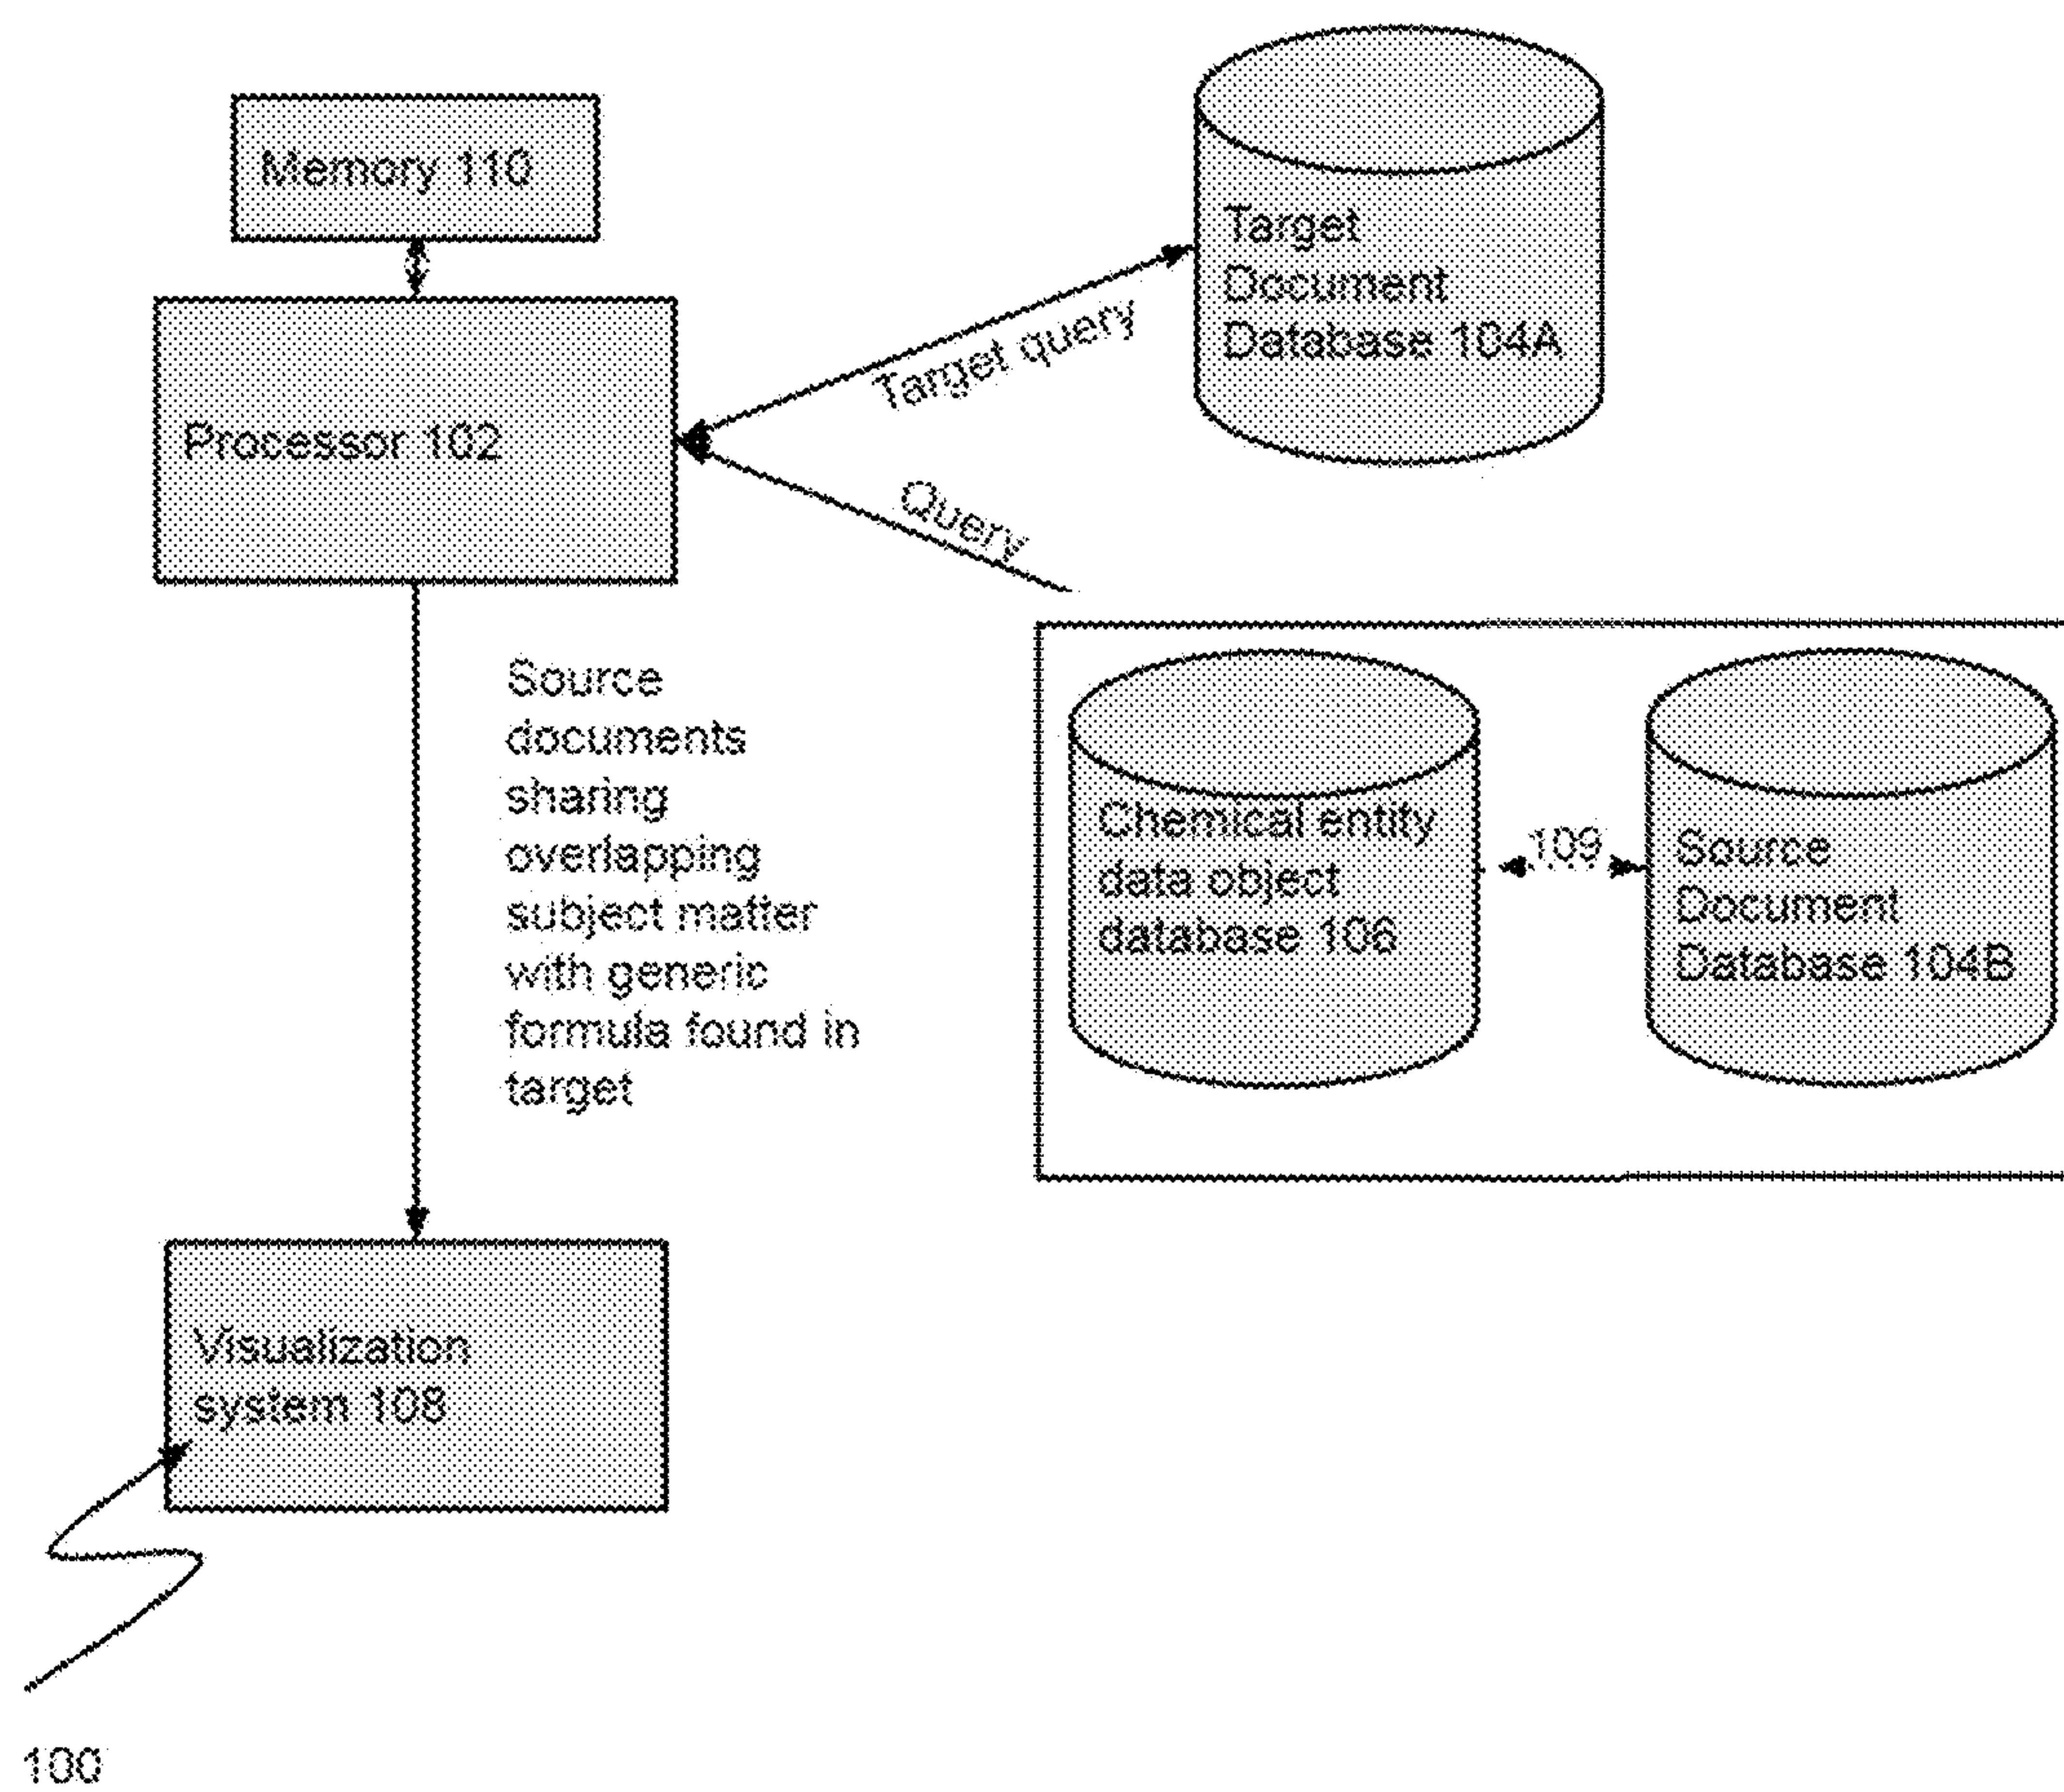 Memory 110
Target
Document
Database 104A
Processor 102
Target query
Query
Source
documents
sharing
overlapping
subject matter
with generic
formula found in
target
Chemical entity
data object
database 106
109
Source
Document
Database 104B
Visualization
system 108
100